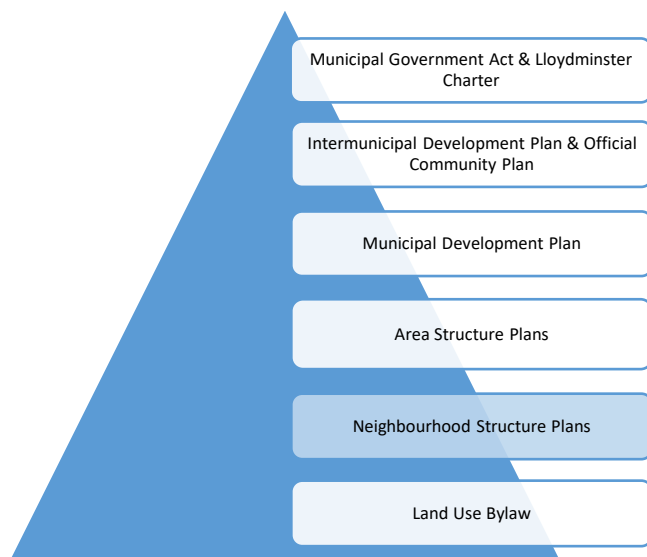 Municipal Government Act & Lloydminster
Charter
Intermunicipal Development Plan & Official
Community Plan
Municipal Development Plan
Area Structure Plans
Neighbourhood Structure Plans
Land Use Bylaw